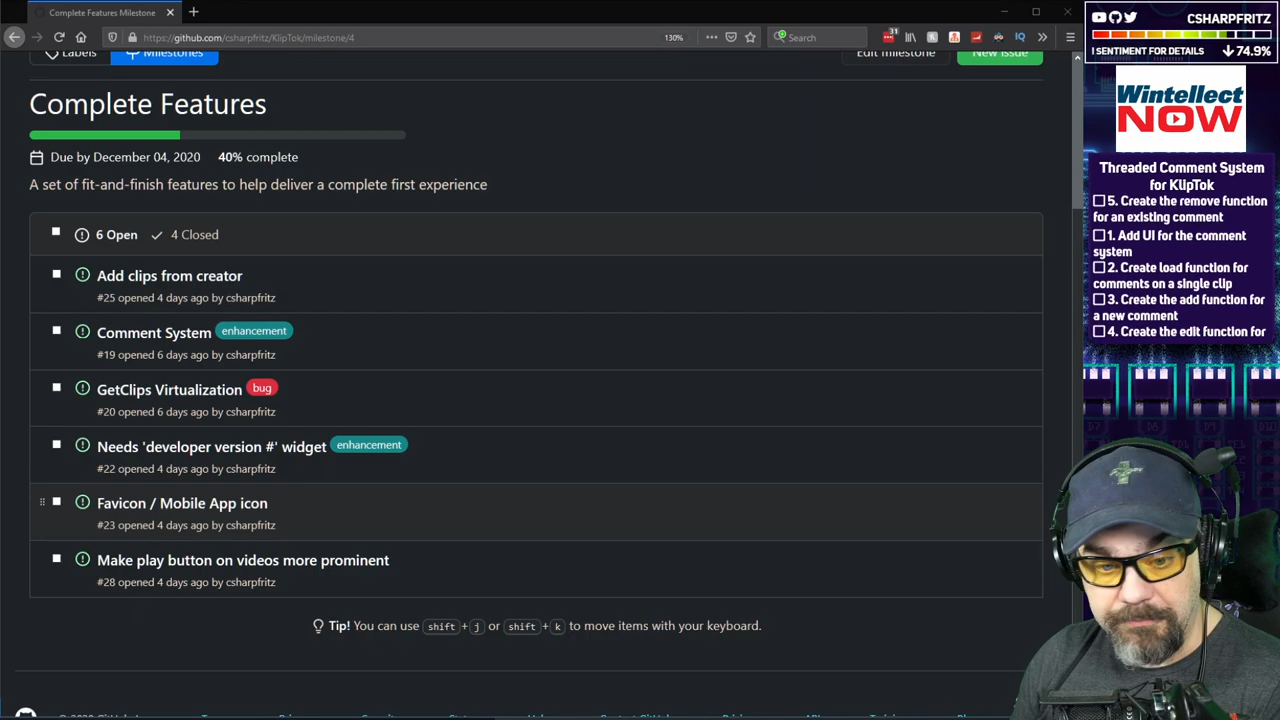 Complete Features Milestone
https://github.com/csharpfritz/KlipTok/milestone/4
130%
Search
31
IQ
Labels
Milestones
Edit milestone
New issue
Complete Features
Due by December 04, 2020 40% complete
A set of fit-and-finish features to help deliver a complete first experience
6 Open 4 Closed
Add clips from creator
#25 opened 4 days ago by csharpfritz
Comment System enhancement
#19 opened 6 days ago by csharpfritz
GetClips Virtualization bug
#20 opened 6 days ago by csharpfritz
Needs 'developer version #' widget enhancement
#22 opened 4 days ago by csharpfritz
Favicon / Mobile App icon
#23 opened 4 days ago by csharpfritz
Make play button on videos more prominent
#28 opened 4 days ago by csharpfritz
Tip! You can use shift+j or shift+k to move items with your keyboard.
CSHARPFRITZ
! SENTIMENT FOR DETAILS 74.9%
Wintellect
NOW
Threaded Comment System
for KlipTok
5. Create the remove function
for an existing comment
1. Add UI for the comment
system
2. Create load function for
comments on a single clip
3. Create the add function for
a new comment
4. Create the edit function for